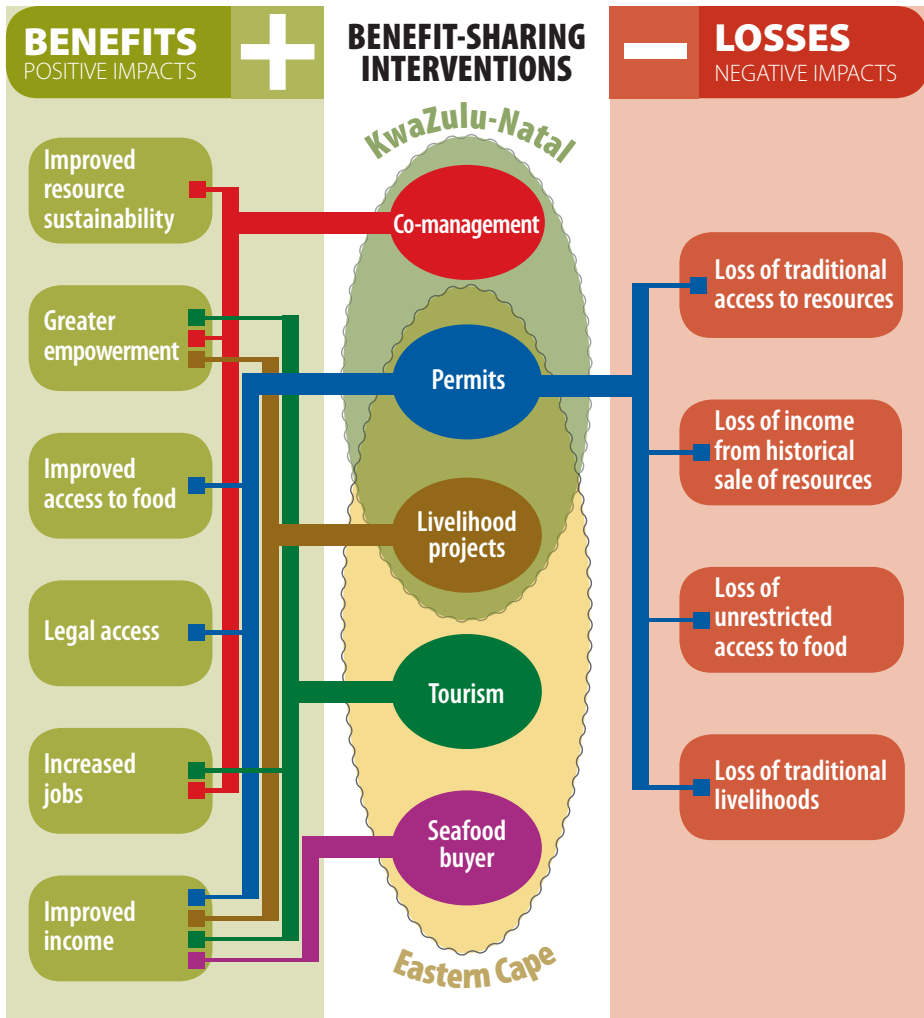 BENEFITS
POSITIVE IMPACTS
BENEFIT-SHARING
INTERVENTIONS
LOSSES
NEGATIVE IMPACTS
KwaZulu-Natal
Improved
resource
sustainability
Greater
empowerment
Improved
access to food
Legal access
Increased
jobs
Improved
income
Co-management
Permits
Livelihood
projects
Tourism
Seafood
buyer
Eastern Cape
Loss of traditional
access to resources
Loss of income
from historical
sale of resources
Loss of
unrestricted
access to food
Loss of traditional
livelihoods